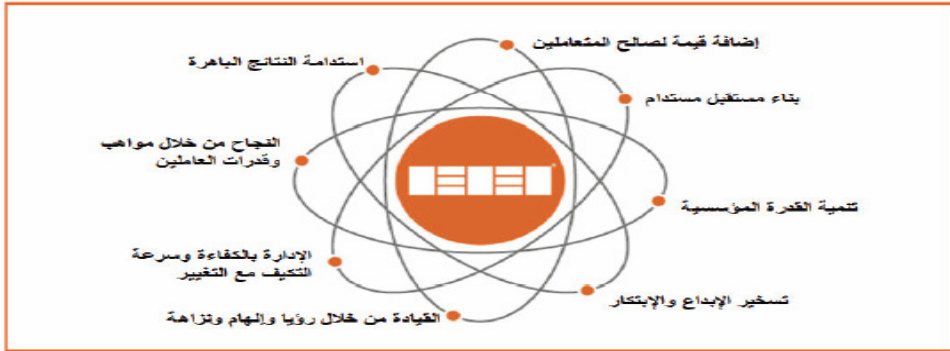 إضافة قيمة لصالح المتعاملين
بناء مستقبل مستدام
تنمية القدرة المؤسسية
تسخير الإبداع والإبتكار
القيادة من خلال رؤيا وإلهام ونزاهة
الإدارة بالكفاءة وسرعة
التكيف مع التغيير
النجاح من خلال مواهب
وقدرات العاملين
استدامة النتائج الباهرة